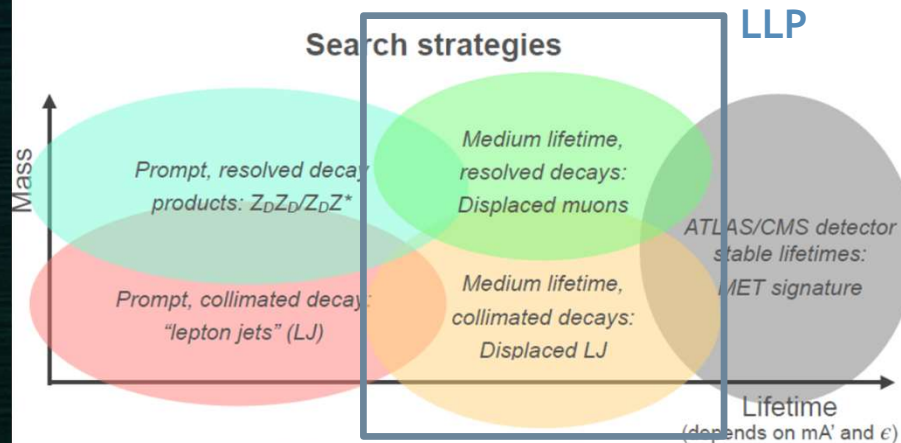 LLP
Search strategies
Mass
Prompt, resolved decay
products: Z_DZ_D/Z_DZ*
Medium lifetime,
resolved decays:
Displaced muons
ATLAS/CMS detector
stable lifetimes:
MET signature
Prompt, collimated decay:
"lepton jets" (LJ)
Medium lifetime,
collimated decays:
Displaced LJ
Lifetime
(depends on mA' and ϵ)